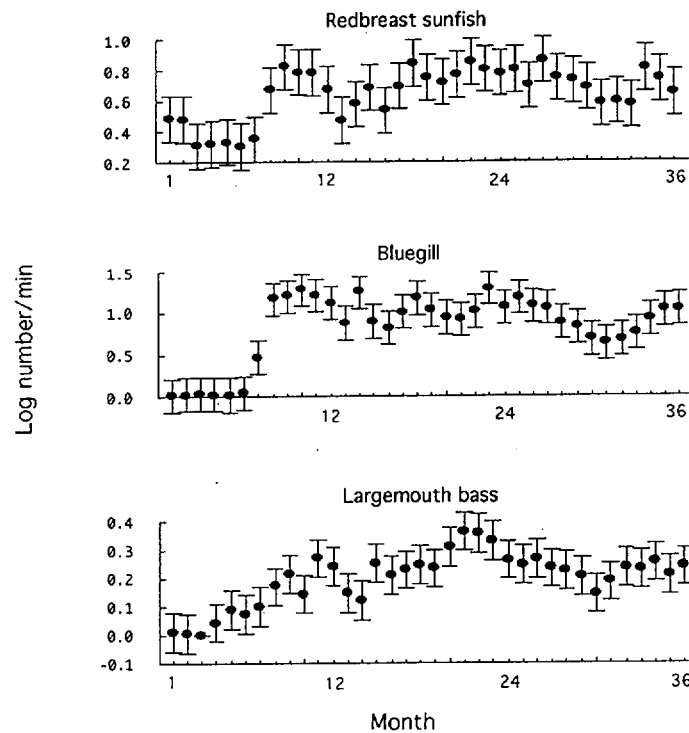 Redbreast sunfish
1.0
0.8
0.6
0.4
0.2
1 12 24 36
Log number/min
Bluegill
1.5
1.0
0.5
0.0
12 24 36
Largemouth bass
0.4
0.3
0.2
0.1
0.0
-0.1
1 12 24 36
Month